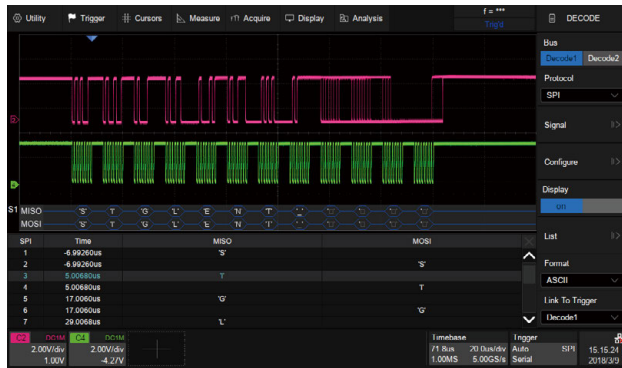 Utility Trigger Cursors Measure Acquire Display Analysis f = *** DECODE
Trig'd
Bus
Decode1 Decode2
Protocol
SPI
Signal
Configure
Display
on
S1 MISO 'S' T 'G' 'L' 'E' 'N' 'T'
MOSI 'S' T 'G' 'L' 'E' 'N' 'T'
SPI Time MISO MOSI
1 -6.99260us 'S'
2 -6.99260us 'S'
3 5.00680us T
4 5.00680us T
5 17.0060us 'G'
6 17.0060us 'G'
7 29.0068us 'L'
List
Format
ASCII
Link To Trigger
Decode1
C2 DC1M C4 DC1M Timebase Trigger
2.00V/div 2.00V/div 71.8us 20.0us/div Auto SPI 15:15:24
1.00V -4.27V 1.00MS 5.00GS/s Serial 2018/3/9